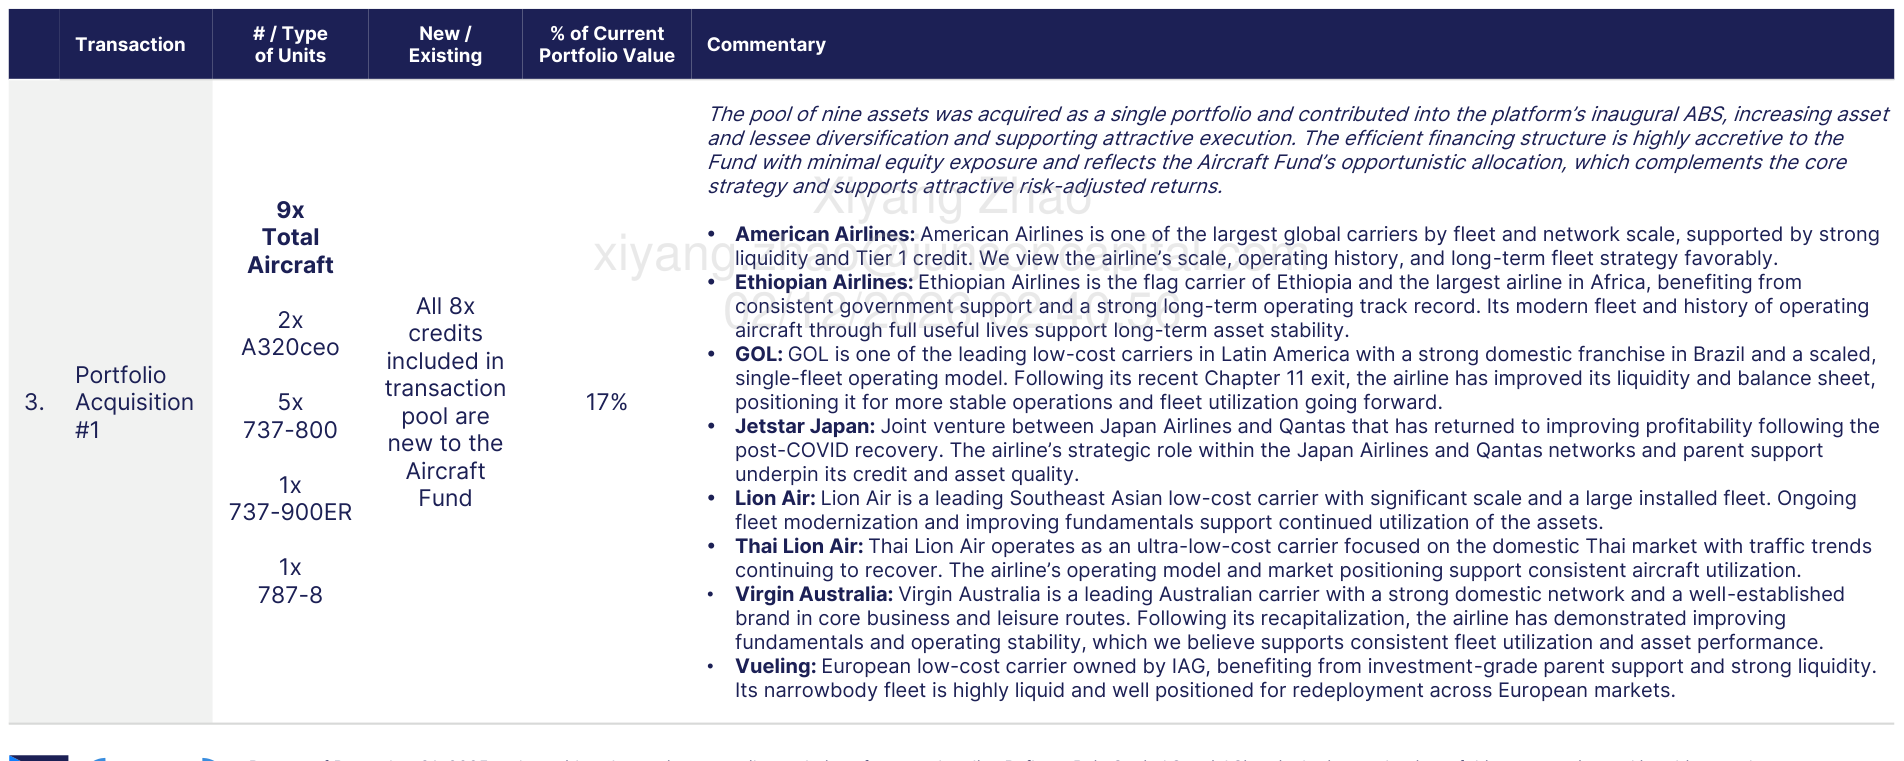 Transaction
# / Type
of Units
New /
Existing
% of Current
Portfolio Value
Commentary
3.
Portfolio
Acquisition
#1
9x
Total
Aircraft
2x
A320ceo
5x
737-800
1x
737-900ER
1x
787-8
All 8x
credits
included in
transaction
pool are
new to the
Aircraft
Fund
17%
The pool of nine assets was acquired as a single portfolio and contributed into the platform's inaugural ABS, increasing asset
and lessee diversification and supporting attractive execution. The efficient financing structure is highly accretive to the
Fund with minimal equity exposure and reflects the Aircraft Fund's opportunistic allocation, which complements the core
strategy and supports attractive risk-adjusted returns.
• American Airlines: American Airlines is one of the largest global carriers by fleet and network scale, supported by strong
liquidity and Tier 1 credit. We view the airline's scale, operating history, and long-term fleet strategy favorably.
• Ethiopian Airlines: Ethiopian Airlines is the flag carrier of Ethiopia and the largest airline in Africa, benefiting from
consistent government support and a strong long-term operating track record. Its modern fleet and history of operating
aircraft through full useful lives support long-term asset stability.
• GOL: GOL is one of the leading low-cost carriers in Latin America with a strong domestic franchise in Brazil and a scaled,
single-fleet operating model. Following its recent Chapter 11 exit, the airline has improved its liquidity and balance sheet,
positioning it for more stable operations and fleet utilization going forward.
• Jetstar Japan: Joint venture between Japan Airlines and Qantas that has returned to improving profitability following the
post-COVID recovery. The airline's strategic role within the Japan Airlines and Qantas networks and parent support
underpin its credit and asset quality.
• Lion Air: Lion Air is a leading Southeast Asian low-cost carrier with significant scale and a large installed fleet. Ongoing
fleet modernization and improving fundamentals support continued utilization of the assets.
• Thai Lion Air: Thai Lion Air operates as an ultra-low-cost carrier focused on the domestic Thai market with traffic trends
continuing to recover. The airline's operating model and market positioning support consistent aircraft utilization.
• Virgin Australia: Virgin Australia is a leading Australian carrier with a strong domestic network and a well-established
brand in core business and leisure routes. Following its recapitalization, the airline has demonstrated improving
fundamentals and operating stability, which we believe supports consistent fleet utilization and asset performance.
• Vueling: European low-cost carrier owned by IAG, benefiting from investment-grade parent support and strong liquidity.
Its narrowbody fleet is highly liquid and well positioned for redeployment across European markets.
Xiyang Zhao
xiyang.zhao@junsoncapital.com